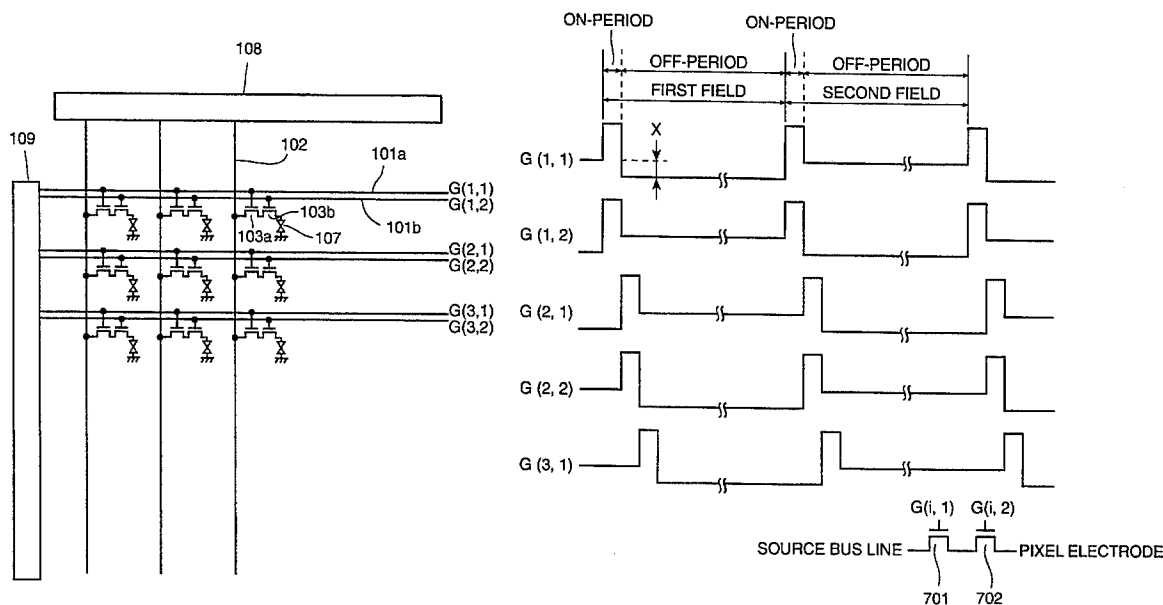 108
109
102
101a
G(1,1)
G(1,2)
103b
103a
107
101b
G(2,1)
G(2,2)
G(3,1)
G(3,2)
ON-PERIOD
ON-PERIOD
OFF-PERIOD
OFF-PERIOD
FIRST FIELD
SECOND FIELD
X
G (1, 1)
G (1, 2)
G (2, 1)
G (2, 2)
G (3, 1)
G(i, 1)
G(i, 2)
SOURCE BUS LINE
PIXEL ELECTRODE
701
702